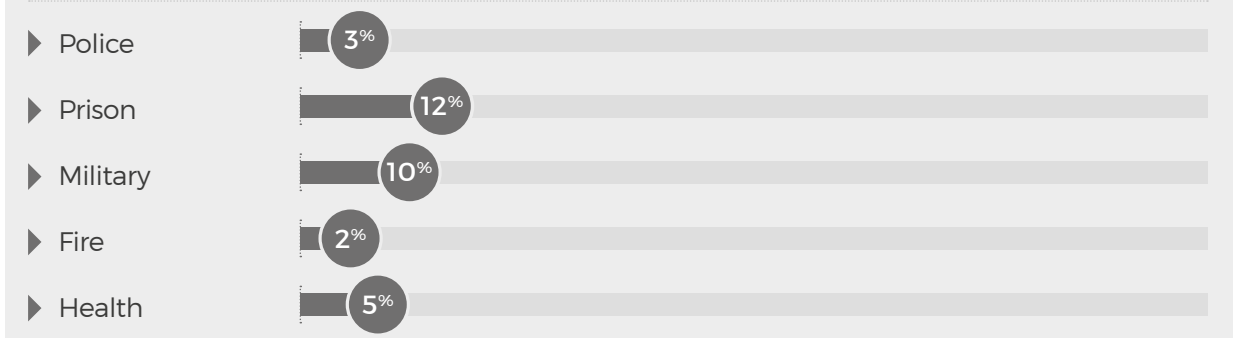 Police 3%
Prison 12%
Military 10%
Fire 2%
Health 5%